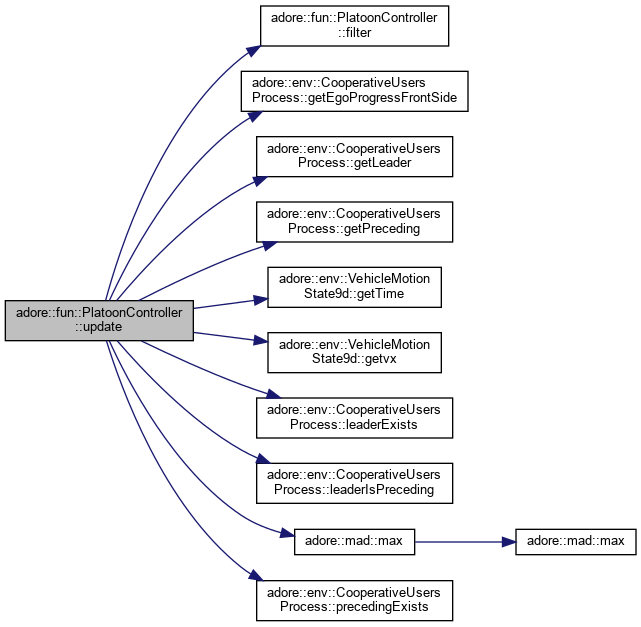 adore::fun::PlatoonController
::filter
adore::env::CooperativeUsers
Process::getEgoProgressFrontSide
adore::env::CooperativeUsers
Process::getLeader
adore::env::CooperativeUsers
Process::getPreceding
adore::env::VehicleMotion
State9d::getTime
adore::fun::PlatoonController
::update
adore::env::VehicleMotion
State9d::getvx
adore::env::CooperativeUsers
Process::leaderExists
adore::env::CooperativeUsers
Process::leaderIsPreceding
adore::mad::max
adore::mad::max
adore::env::CooperativeUsers
Process::precedingExists